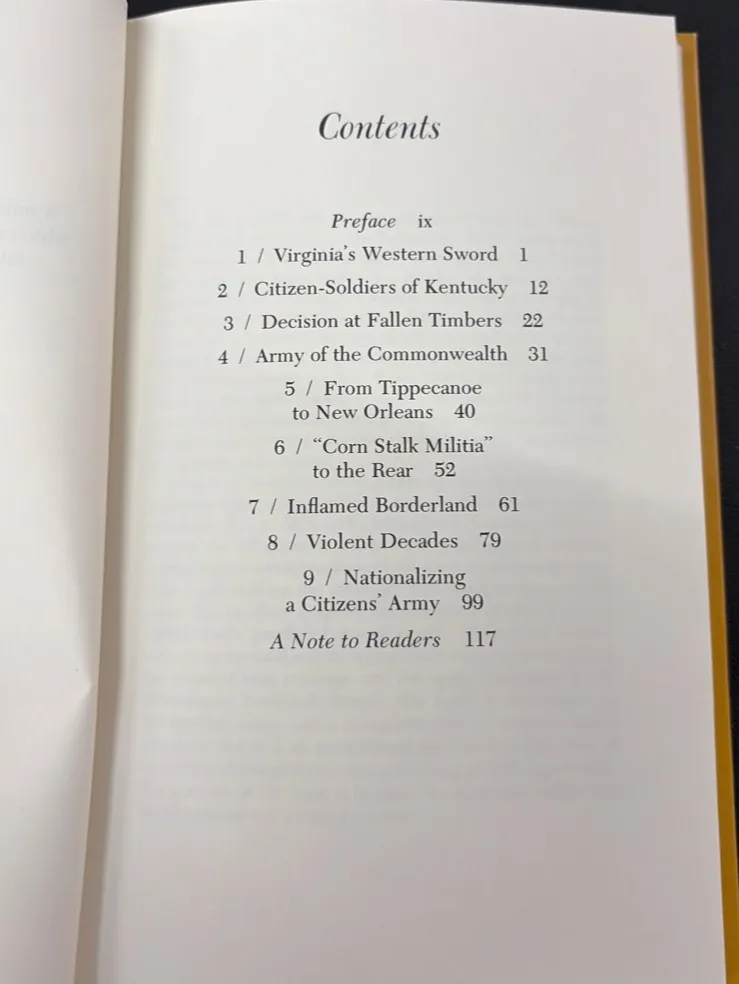 Contents
Preface ix
1 / Virginia's Western Sword 1
2 / Citizen-Soldiers of Kentucky 12
3 / Decision at Fallen Timbers 22
4 / Army of the Commonwealth 31
5 / From Tippecanoe
to New Orleans 40
6 / “Corn Stalk Militia”
to the Rear 52
7 / Inflamed Borderland 61
8 / Violent Decades 79
9 / Nationalizing
a Citizens' Army 99
A Note to Readers 117